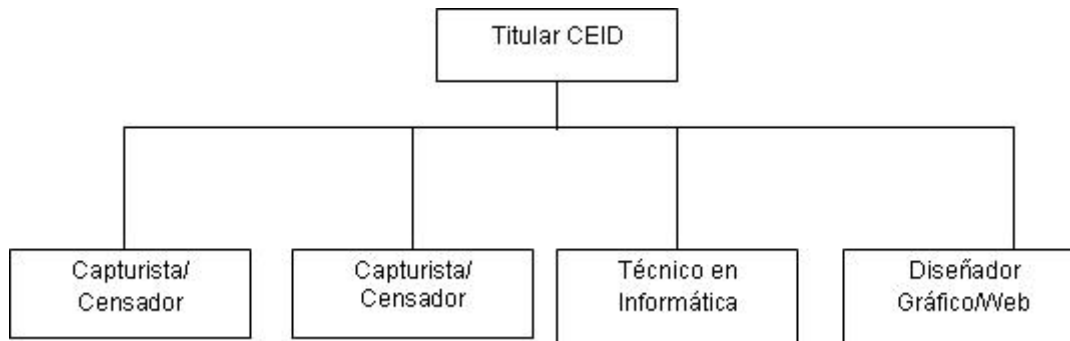 Titular CEID
Capturista/
Censador
Capturista/
Censador
Técnico en
Informática
Diseñador
Gráfico/Web